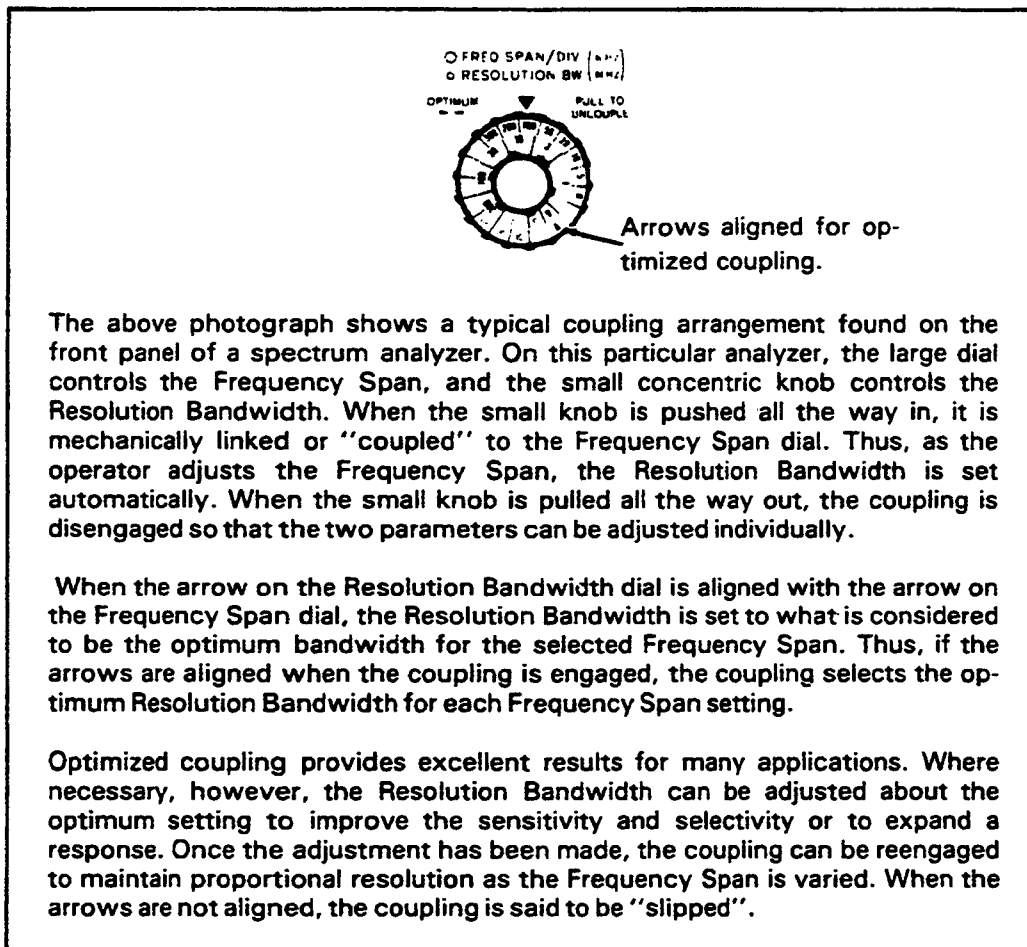 FREQ SPAN/DIV
RESOLUTION BW
OPTIMUM
PULL TO
UNCOUPLE
Arrows aligned for op-
timized coupling.
The above photograph shows a typical coupling arrangement found on the
front panel of a spectrum analyzer. On this particular analyzer, the large dial
controls the Frequency Span, and the small concentric knob controls the
Resolution Bandwidth. When the small knob is pushed all the way in, it is
mechanically linked or "coupled" to the Frequency Span dial. Thus, as the
operator adjusts the Frequency Span, the Resolution Bandwidth is set
automatically. When the small knob is pulled all the way out, the coupling is
disengaged so that the two parameters can be adjusted individually.
When the arrow on the Resolution Bandwidth dial is aligned with the arrow on
the Frequency Span dial, the Resolution Bandwidth is set to what is considered
to be the optimum bandwidth for the selected Frequency Span. Thus, if the
arrows are aligned when the coupling is engaged, the coupling selects the op-
timum Resolution Bandwidth for each Frequency Span setting.
Optimized coupling provides excellent results for many applications. Where
necessary, however, the Resolution Bandwidth can be adjusted about the
optimum setting to improve the sensitivity and selectivity or to expand a
response. Once the adjustment has been made, the coupling can be reengaged
to maintain proportional resolution as the Frequency Span is varied. When the
arrows are not aligned, the coupling is said to be "slipped".